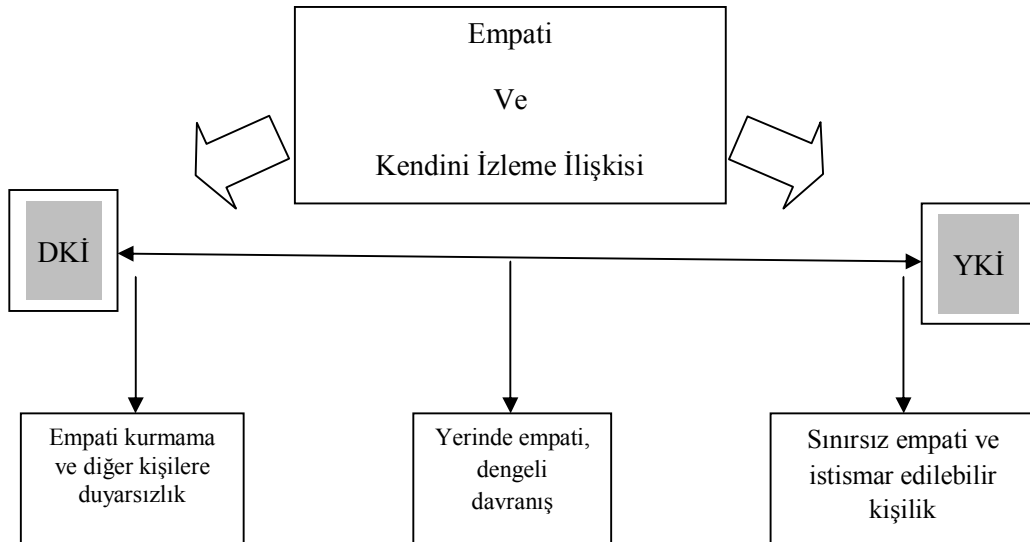 Empati
Ve
Kendini İzleme İlişkisi
DKİ
YKİ
Empati kurmama
ve diğer kişilere
duyarsızlık
Yerinde empati,
dengeli
davranış
Sınırsız empati ve
istismar edilebilir
kişilik